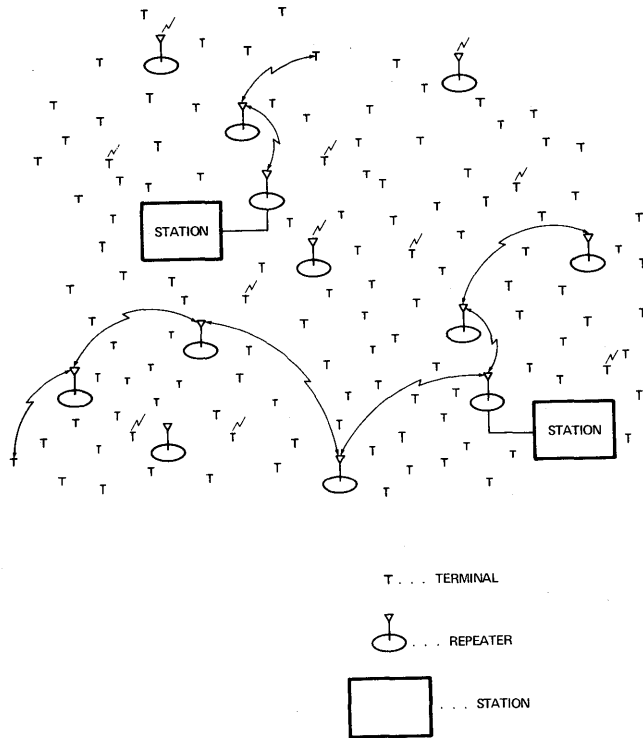 STATION
STATION
T . . . TERMINAL
. . . REPEATER
. . . STATION